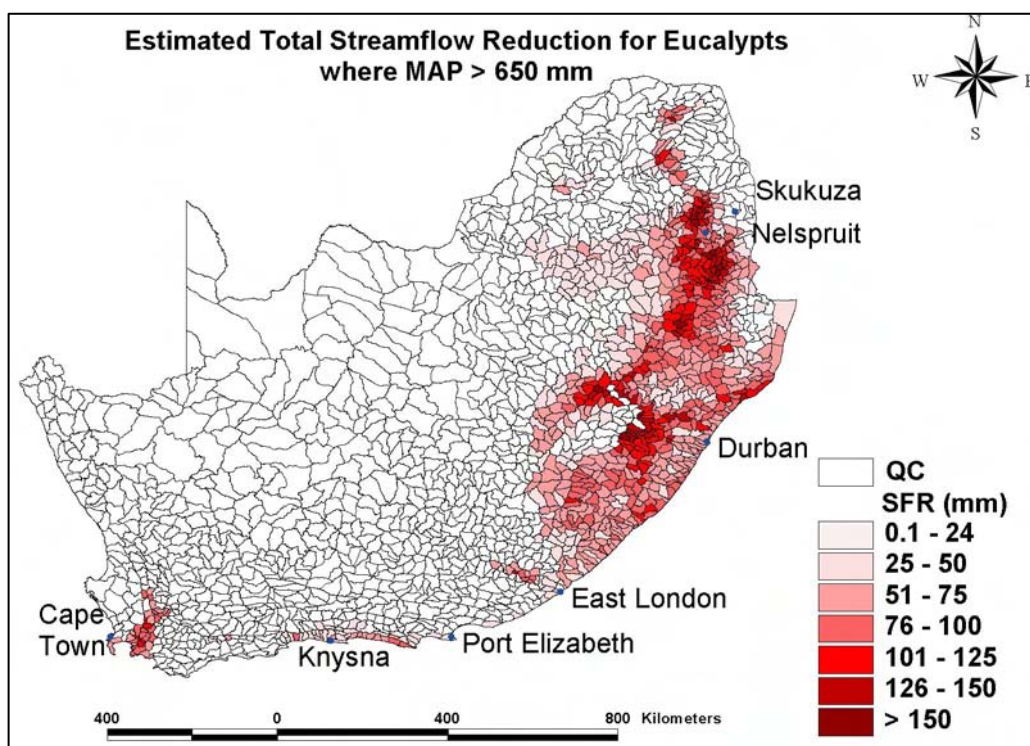 Estimated Total Streamflow Reduction for Eucalypts
where MAP > 650 mm
N
W
E
S
Skukuza
Nelspruit
Durban
East London
Port Elizabeth
Knysna
Cape
Town
QC
SFR (mm)
0.1 - 24
25 - 50
51 - 75
76 - 100
101 - 125
126 - 150
> 150
400 0 400 800 Kilometers